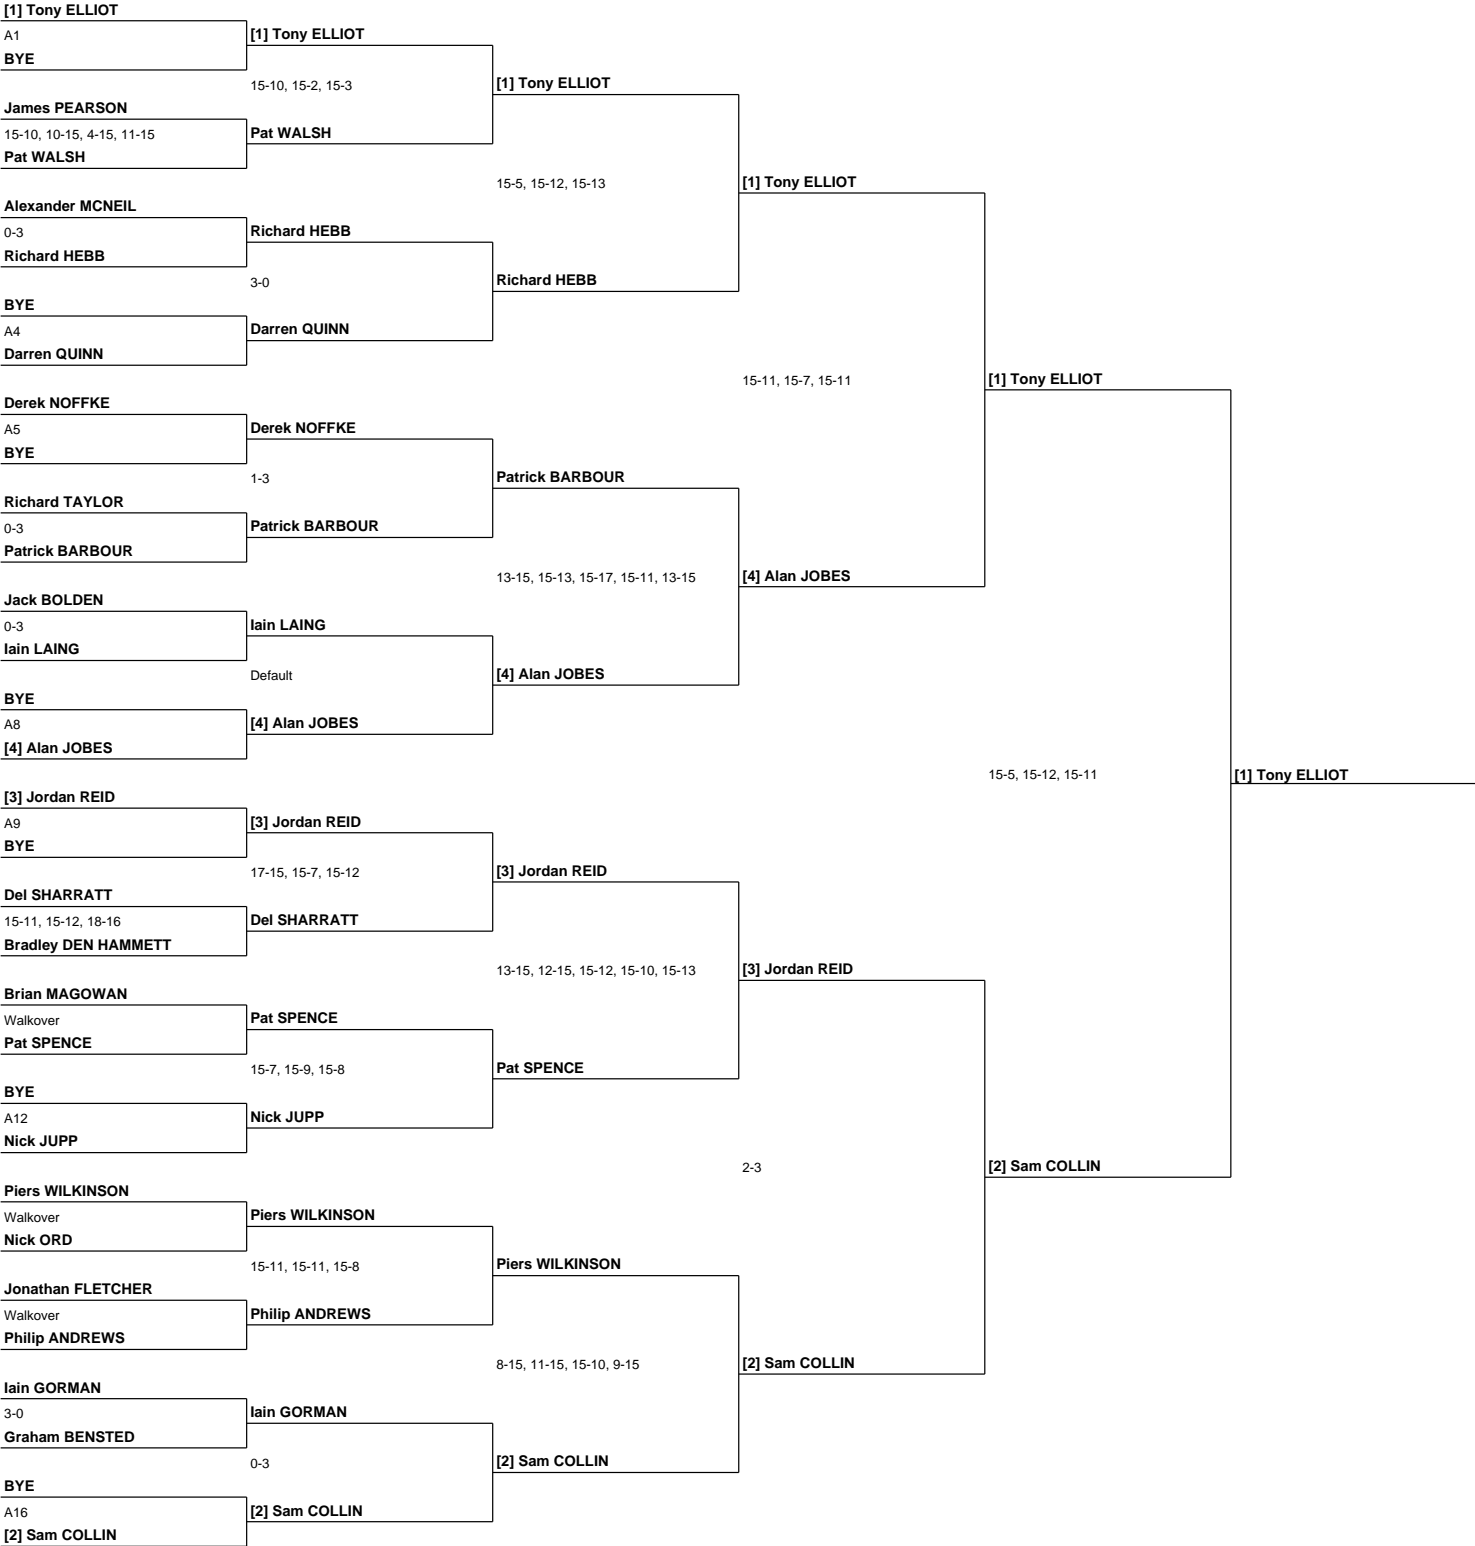 [1] Tony ELLIOT
A1
BYE
James PEARSON
15-10, 10-15, 4-15, 11-15
Pat WALSH
Alexander MCNEIL
0-3
Richard HEBB
BYE
A4
Darren QUINN
Derek NOFFKE
A5
BYE
Richard TAYLOR
0-3
Patrick BARBOUR
Jack BOLDEN
0-3
Iain LAING
BYE
A8
[4] Alan JOBES
[3] Jordan REID
A9
BYE
Del SHARRATT
15-11, 15-12, 18-16
Bradley DEN HAMMETT
Brian MAGOWAN
Walkover
Pat SPENCE
BYE
A12
Nick JUPP
Piers WILKINSON
Walkover
Nick ORD
Jonathan FLETCHER
Walkover
Philip ANDREWS
Iain GORMAN
3-0
Graham BENSTED
BYE
A16
[2] Sam COLLIN
[1] Tony ELLIOT
15-10, 15-2, 15-3
Pat WALSH
Richard HEBB
3-0
Darren QUINN
Derek NOFFKE
1-3
Patrick BARBOUR
Iain LAING
Default
[4] Alan JOBES
[3] Jordan REID
17-15, 15-7, 15-12
Del SHARRATT
Pat SPENCE
15-7, 15-9, 15-8
Nick JUPP
Piers WILKINSON
15-11, 15-11, 15-8
Philip ANDREWS
Iain GORMAN
0-3
[2] Sam COLLIN
[1] Tony ELLIOT
15-5, 15-12, 15-13
Richard HEBB
Patrick BARBOUR
13-15, 15-13, 15-17, 15-11, 13-15
[4] Alan JOBES
[3] Jordan REID
13-15, 12-15, 15-12, 15-10, 15-13
Pat SPENCE
Piers WILKINSON
8-15, 11-15, 15-10, 9-15
[2] Sam COLLIN
[1] Tony ELLIOT
15-11, 15-7, 15-11
[4] Alan JOBES
[3] Jordan REID
2-3
[2] Sam COLLIN
[1] Tony ELLIOT
15-5, 15-12, 15-11
[2] Sam COLLIN
[1] Tony ELLIOT